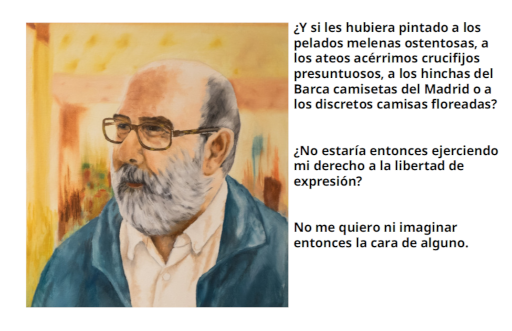 ¿Y si les hubiera pintado a los
pelados melenas ostentosas, a
los ateos acérrimos crucifijos
presuntuosos, a los hinchas del
Barca camisetas del Madrid o a
los discretos camisas floreadas?
¿No estaría entonces ejerciendo
mi derecho a la libertad de
expresión?
No me quiero ni imaginar
entonces la cara de alguno.